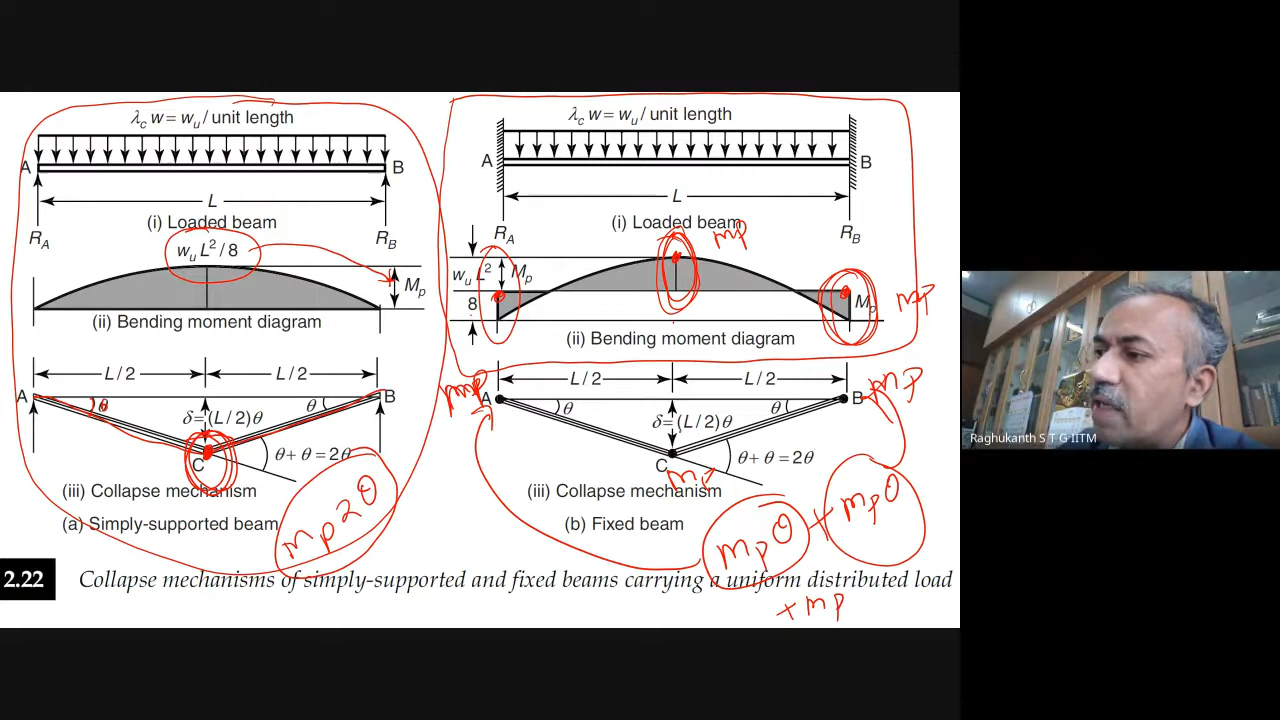 λc w = wu / unit length
A
B
L
RA
(i) Loaded beam
RB
wu L² / 8
Mp
(ii) Bending moment diagram
L / 2
L / 2
A
θ
θ
B
δ = (L / 2) θ
C
θ + θ = 2θ
(iii) Collapse mechanism
(a) Simply-supported beam
mp2θ
λc w = wu / unit length
A
B
L
RA
(i) Loaded beam
RB
mp
wu L²
8
Mp
Mp
mp
(ii) Bending moment diagram
L / 2
L / 2
mp
A
θ
θ
B
mp
δ = (L / 2) θ
C
mp
θ + θ = 2θ
(iii) Collapse mechanism
(b) Fixed beam
mpθ + mpθ
+ mp
2.22 Collapse mechanisms of simply-supported and fixed beams carrying a uniform distributed load
Raghukanth S T G IITM